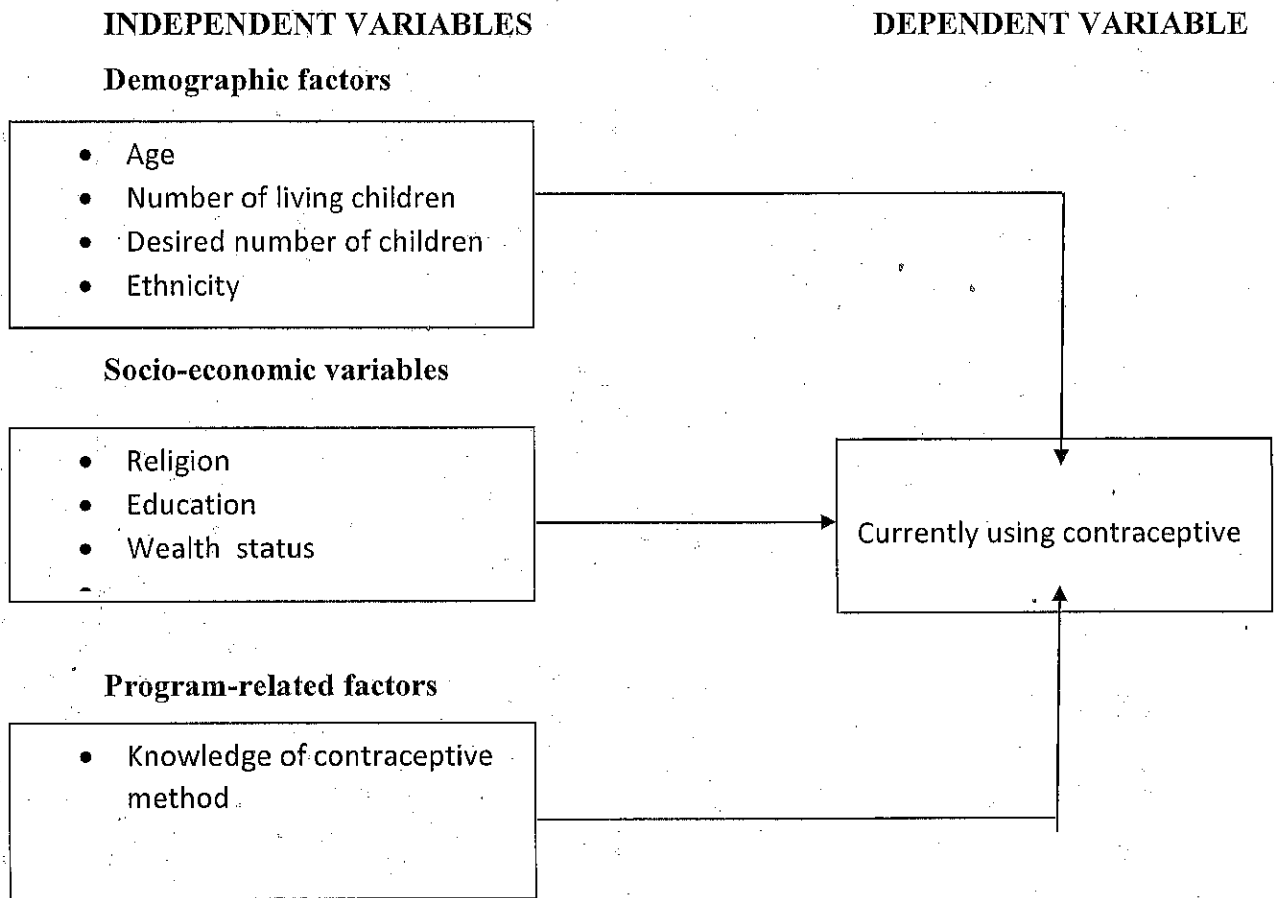 INDEPENDENT VARIABLES
DEPENDENT VARIABLE
Demographic factors
• Age
• Number of living children
• Desired number of children
• Ethnicity
Socio-economic variables
• Religion
• Education
• Wealth status
Currently using contraceptive
Program-related factors
• Knowledge of contraceptive
method